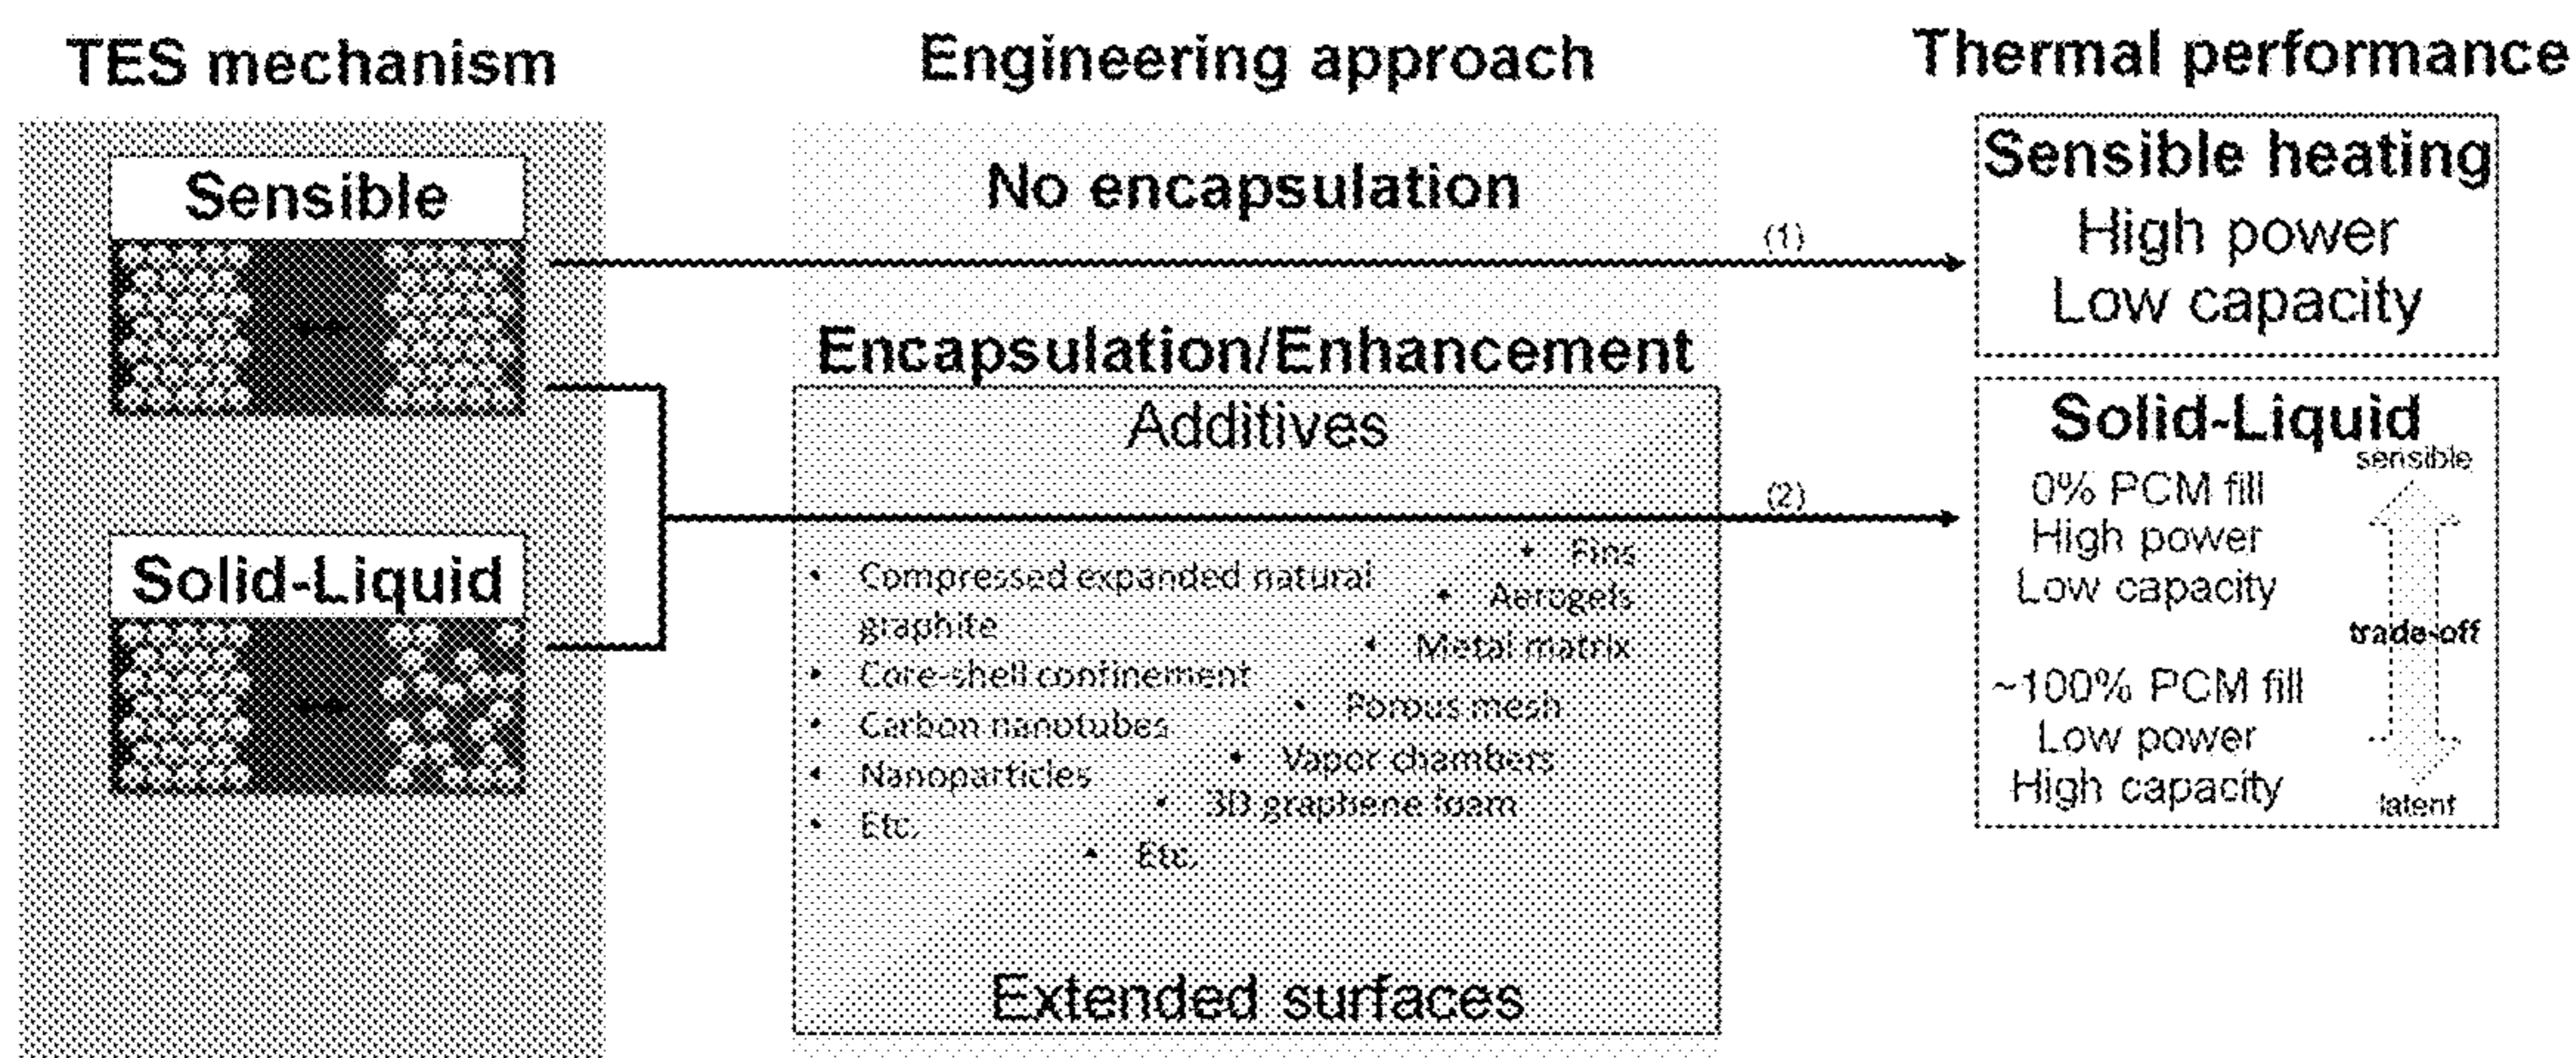 TES mechanism
Engineering approach
Thermal performance
Sensible
Solid-Liquid
No encapsulation
(1)
Encapsulation/Enhancement
Additives
(2)
• Compressed expanded natural
graphite
• Core-shell confinement
• Carbon nanotubes
• Nanoparticles
• Etc.
• Fins
• Aerogels
• Metal matrix
• Porous mesh
• Vapor chambers
• 3D graphene foam
• Etc.
Extended surfaces
Sensible heating
High power
Low capacity
Solid-Liquid
sensible
0% PCM fill
High power
Low capacity
trade-off
~100% PCM fill
Low power
High capacity
latent